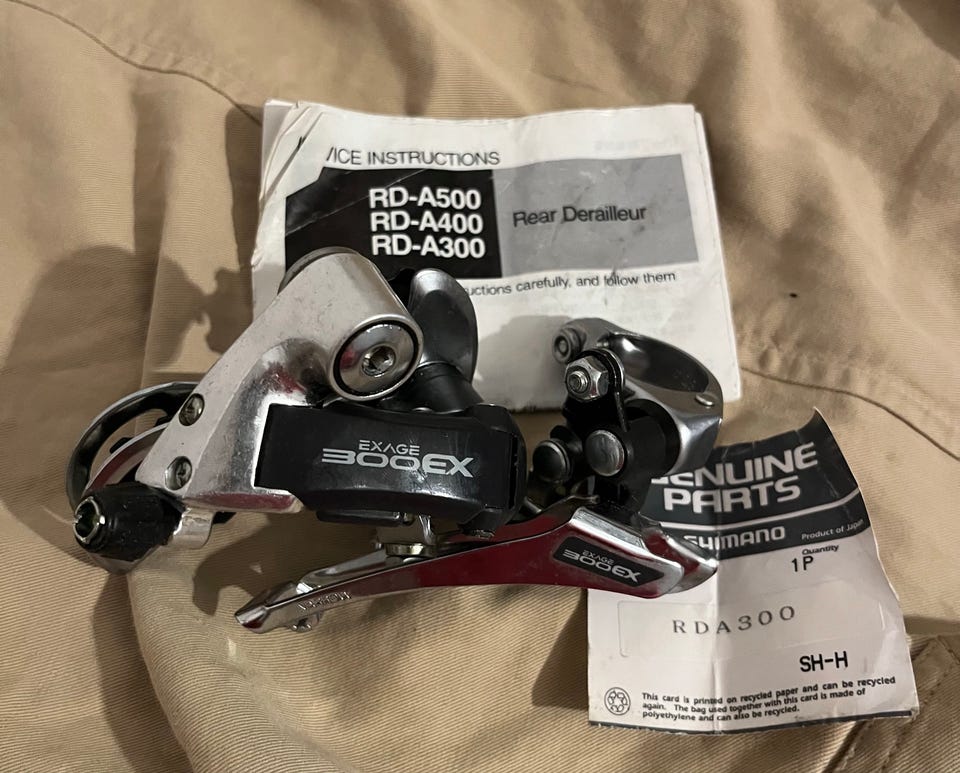 /ICE INSTRUCTIONS
RD-A500
RD-A400
RD-A300
Rear Derailleur
uctions carefully, and follow them
EXAGE
300EX
EXAGE
300EX
ENUINE
PARTS
SHIMANO
Product of Japan
Quantity
1P
RDA300
SH-H
This card is printed on recycled paper and can be recycled
again. The bag used together with this card is made of
polyethylene and can also be recycled.